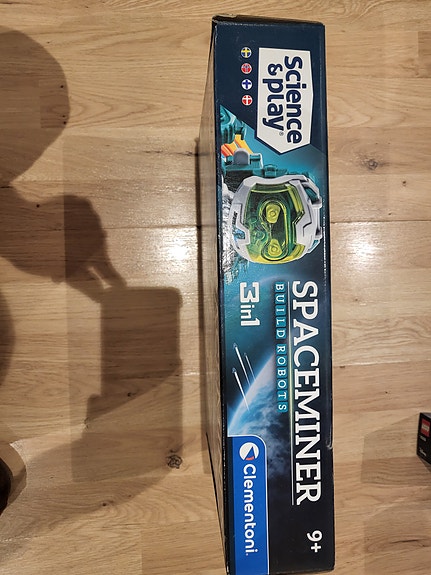 Science
& play®
SPACEMINER
BUILD ROBOTS
3in1
Clementoni®
9+